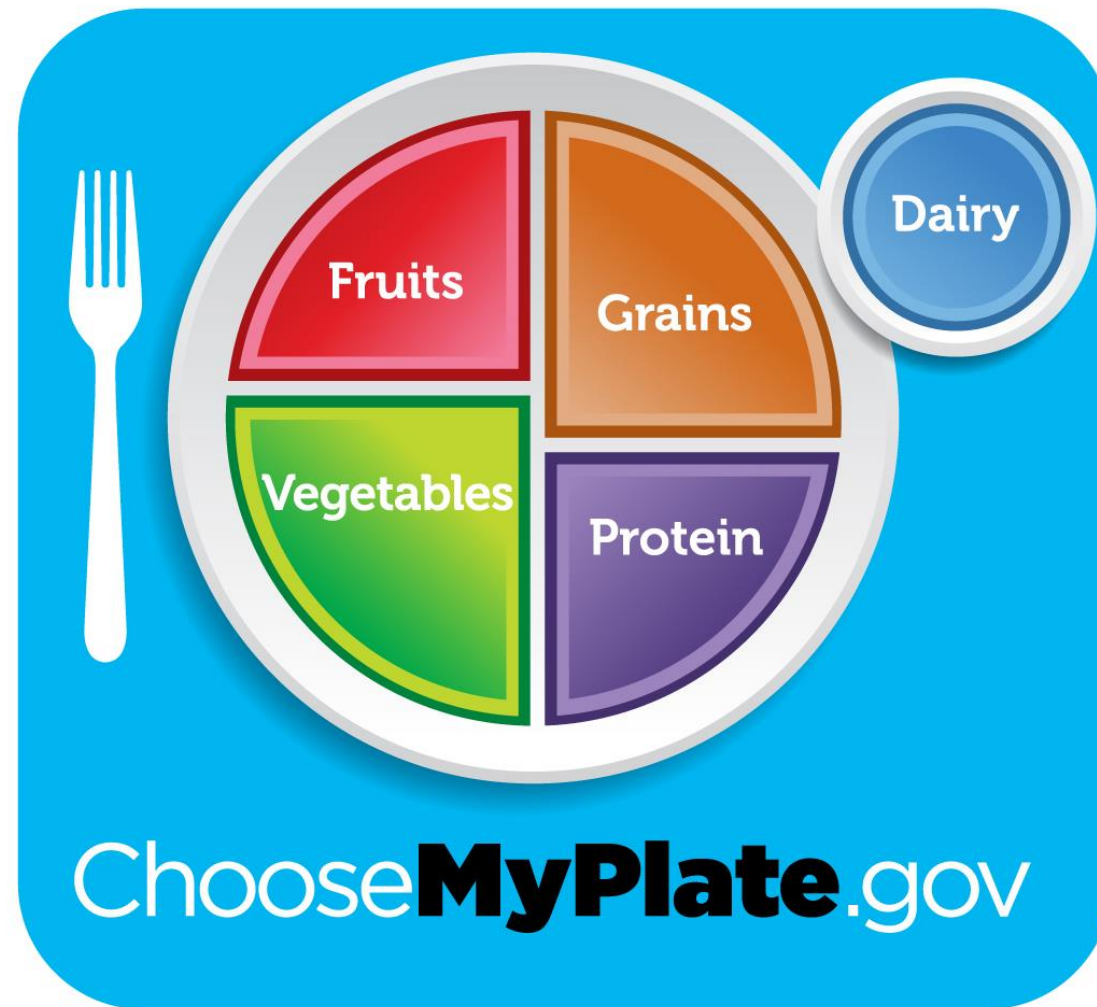 Fruits
Grains
Dairy
Vegetables
Protein
ChooseMyPlate.gov